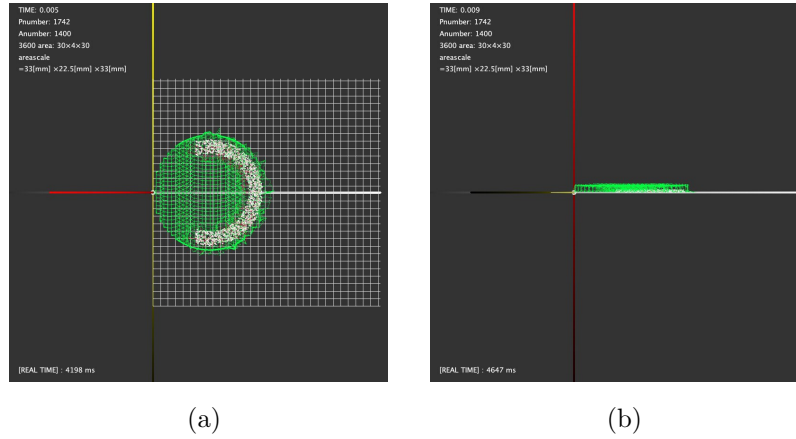 TIME: 0.005
Pnumber: 1742
Anumber: 1400
3600 area: 30×4×30
areascale
=33[mm] ×22.5[mm] ×33[mm]
[REAL TIME] : 4198 ms
(a)
TIME: 0.009
Pnumber: 1742
Anumber: 1400
3600 area: 30×4×30
areascale
=33[mm] ×22.5[mm] ×33[mm]
[REAL TIME] : 4647 ms
(b)